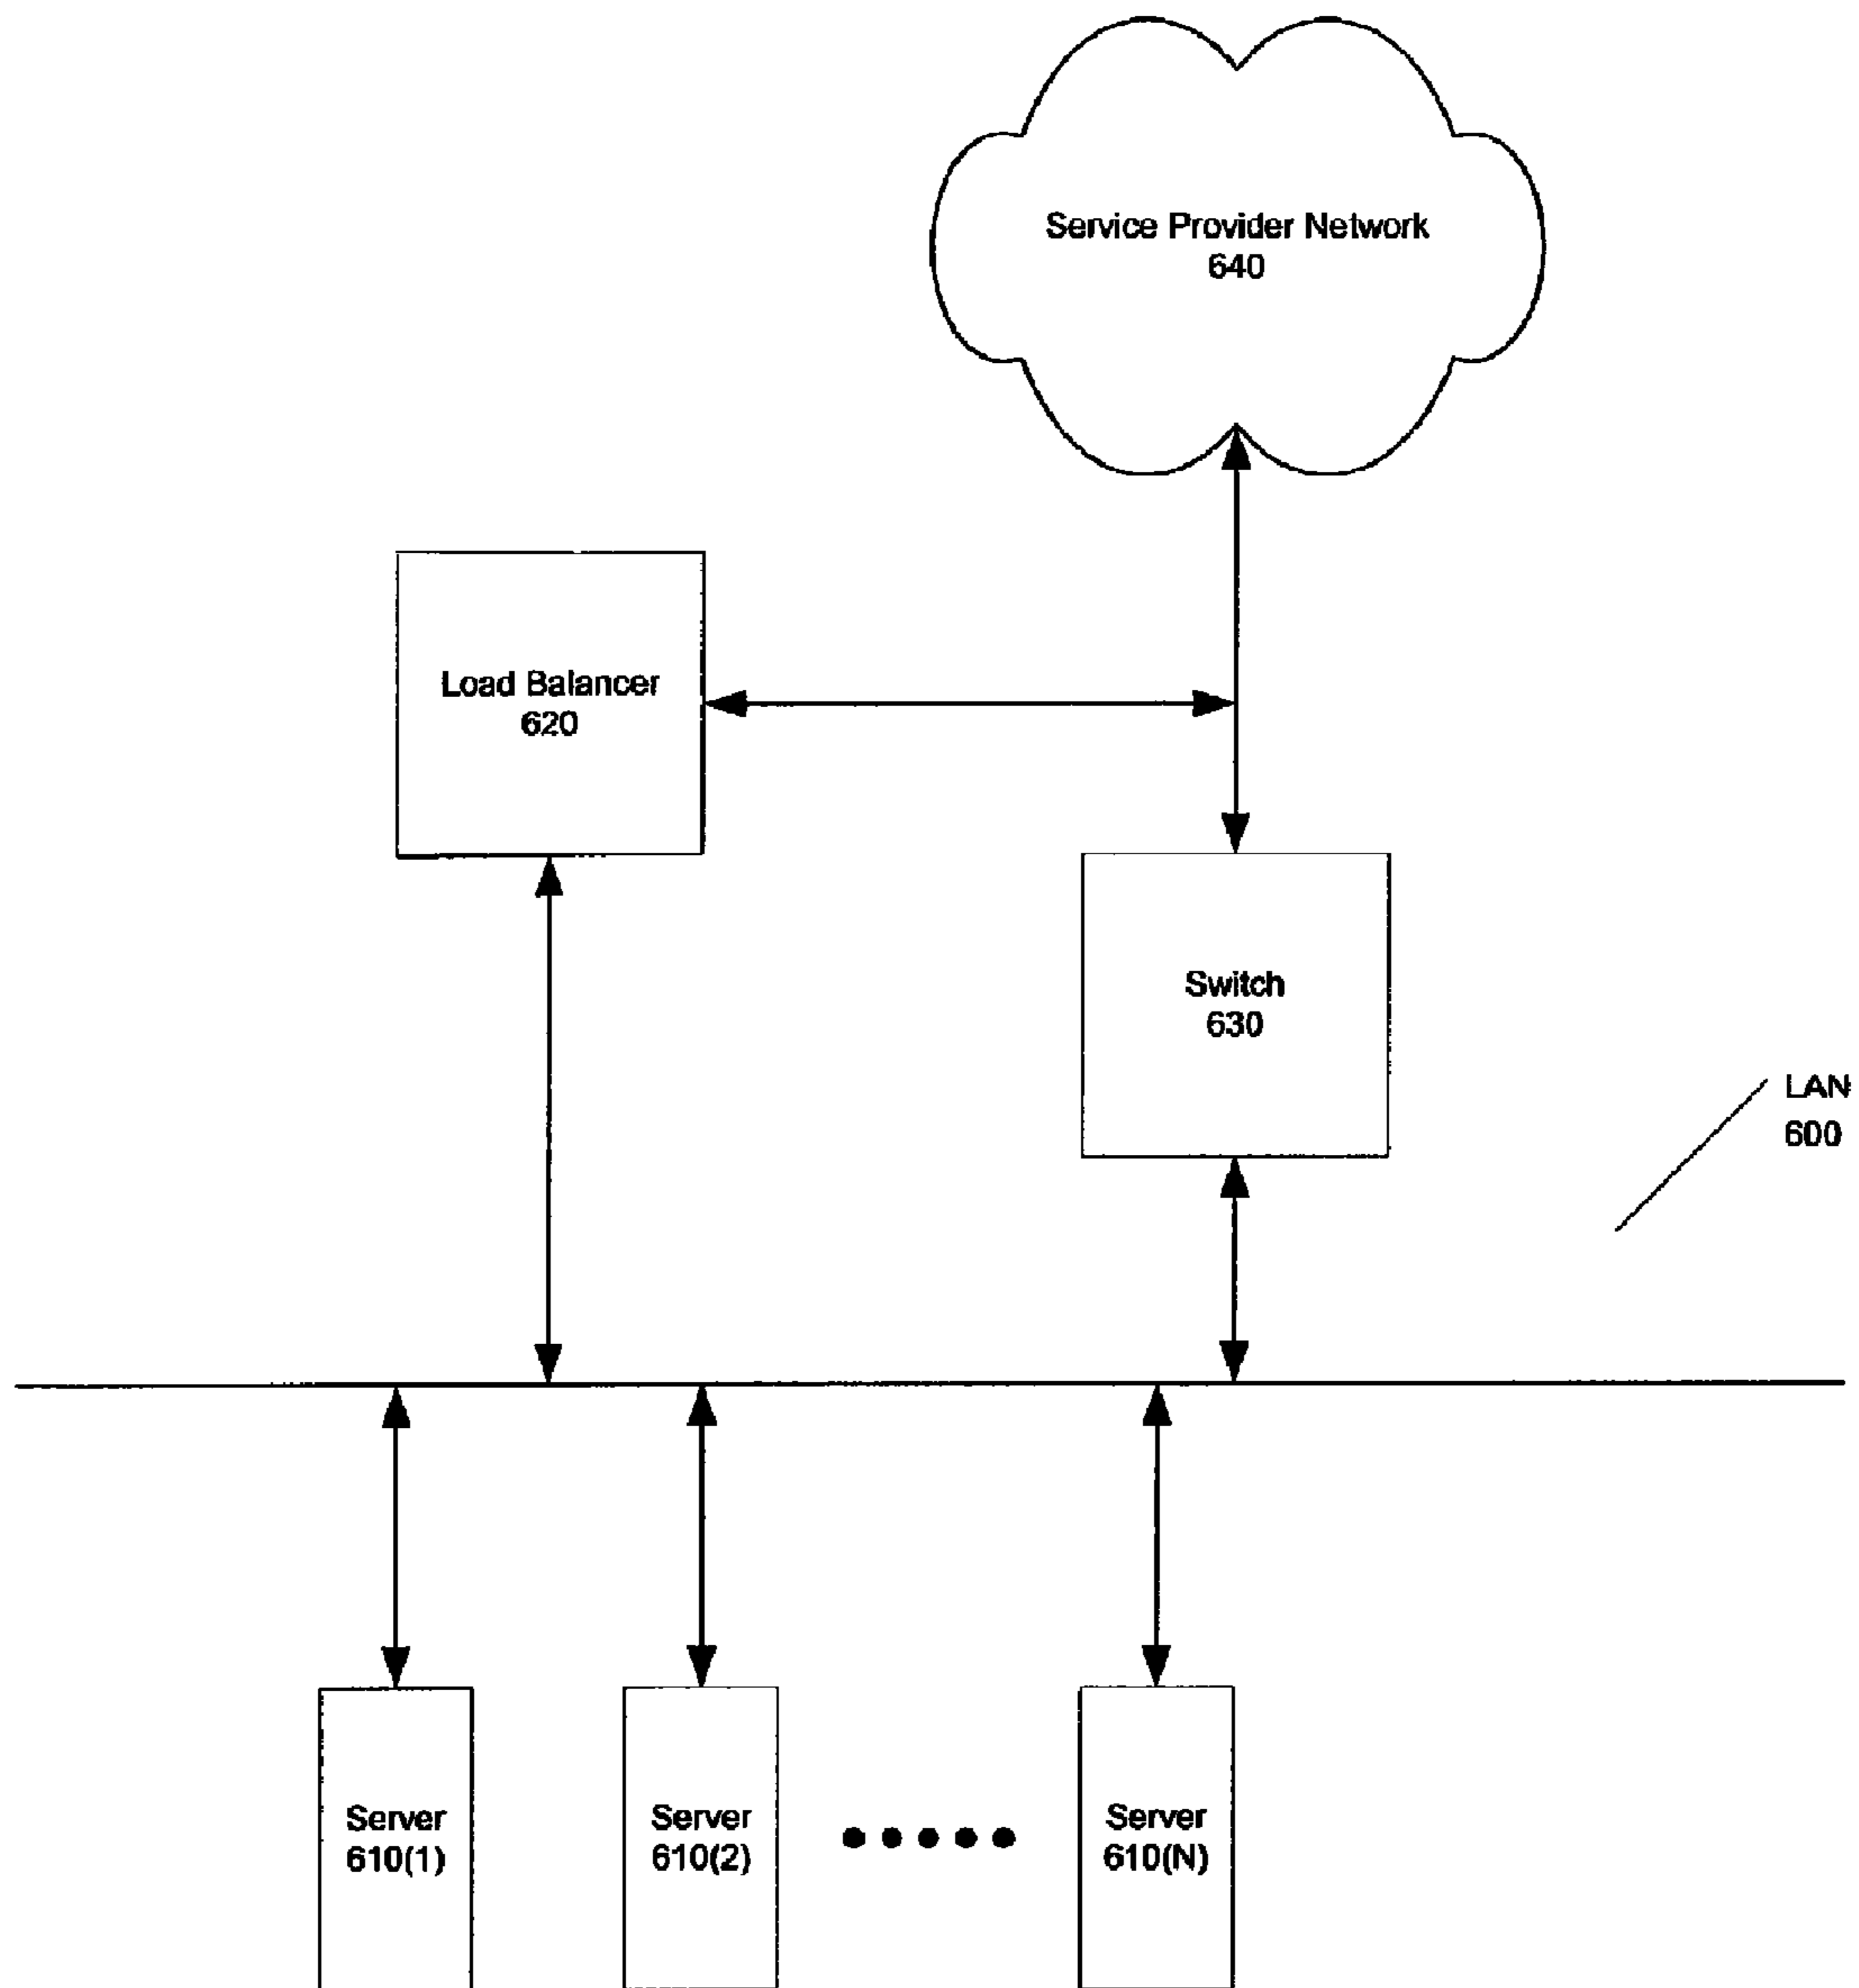 Service Provider Network
640
Load Balancer
620
Switch
630
LAN
600
Server
610(1)
Server
610(2)
Server
610(N)